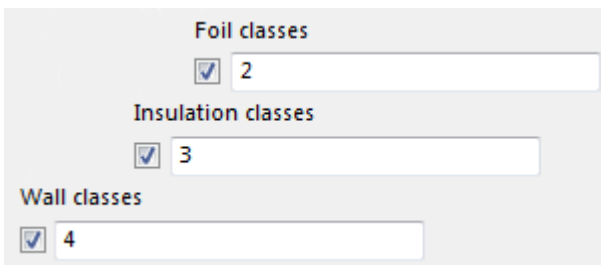 Foil classes
2
Insulation classes
3
Wall classes
4